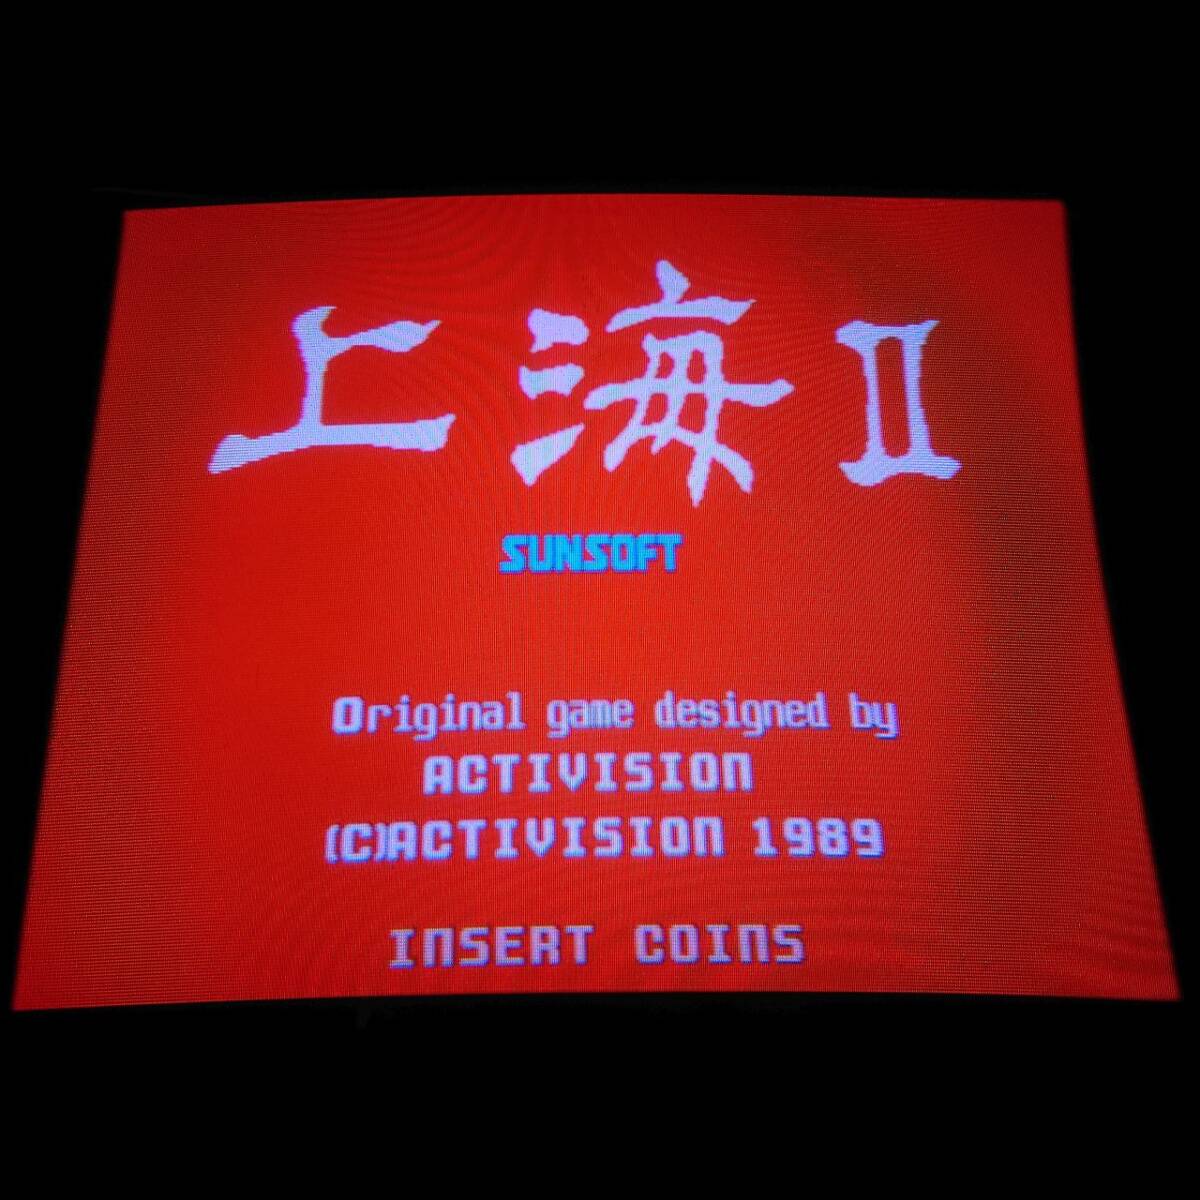 上海II
SUNSOFT
Original game designed by
ACTIVISION
(C)ACTIVISION 1989
INSERT COINS